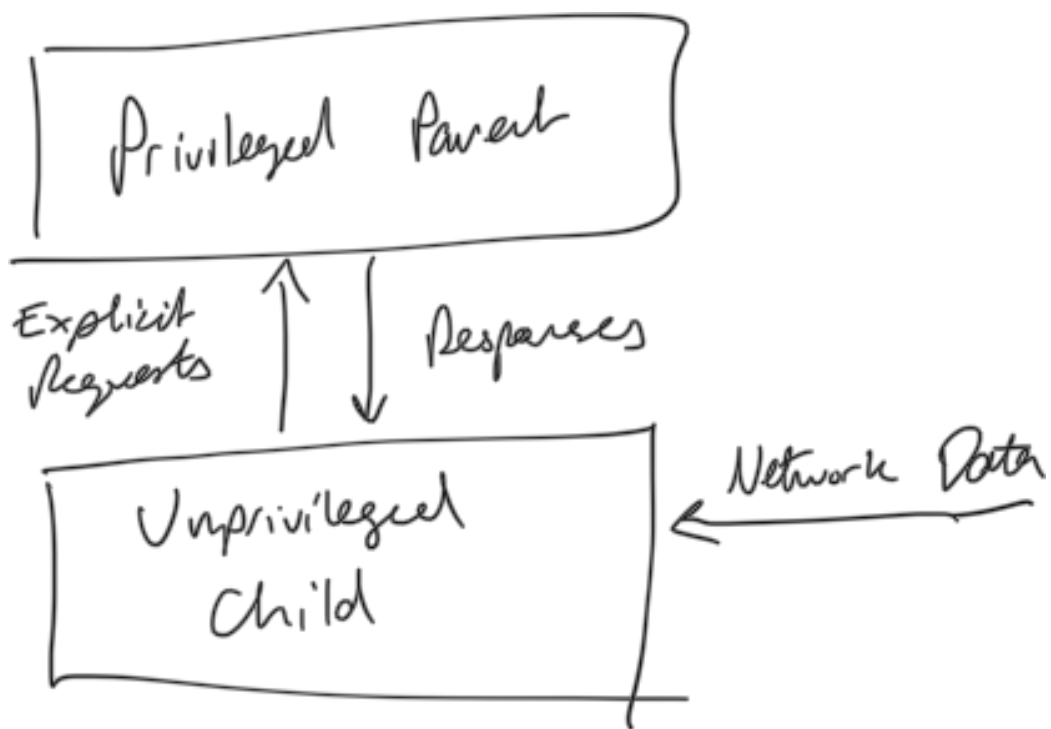 Privileged Parent
Explicit
Requests
Responses
Network Data
Unprivileged
Child